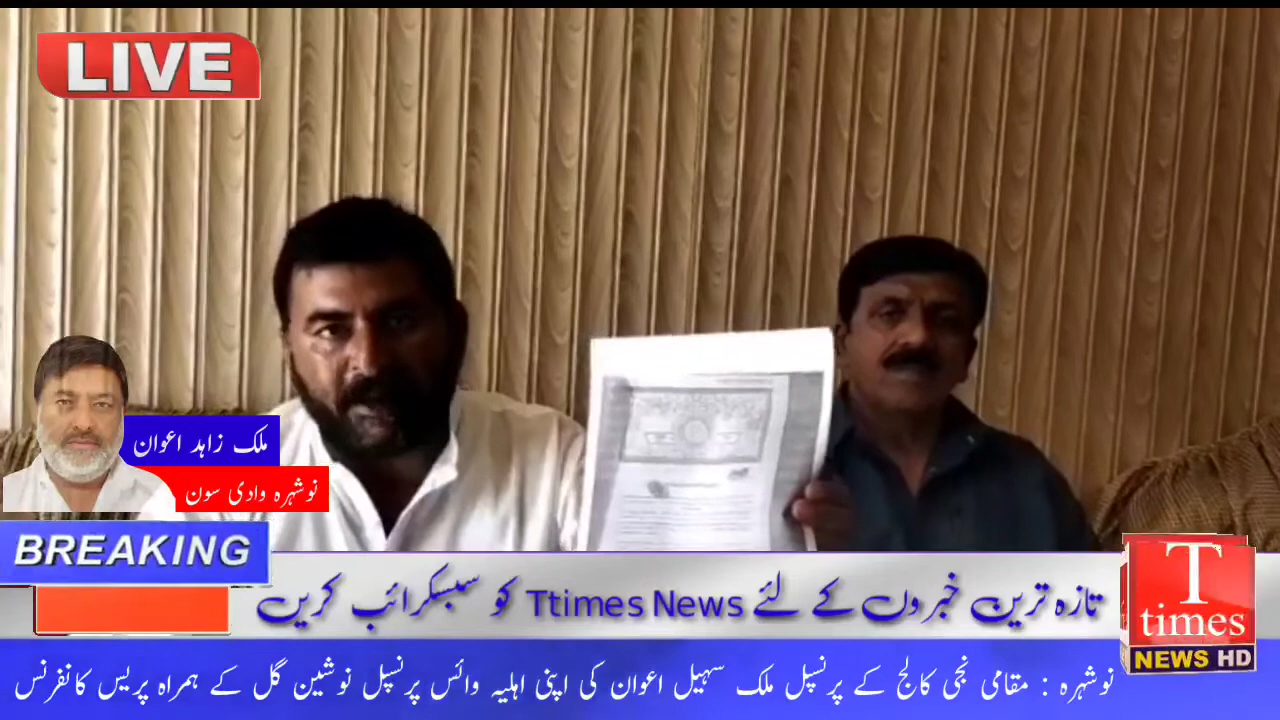 LIVE
ملک زاہد اعوان
نوشہرہ وادی سون
BREAKING
تازہ ترین خبروں کے لئے Ttimes News کو سبسکرائب کریں
T
times
NEWS HD
نوشہرہ : مقامی نجی کالج کے پرنسپل ملک سہیل اعوان کی اپنی اہلیہ وائس پرنسپل نوشین گل کے ہمراہ پریس کانفرنس